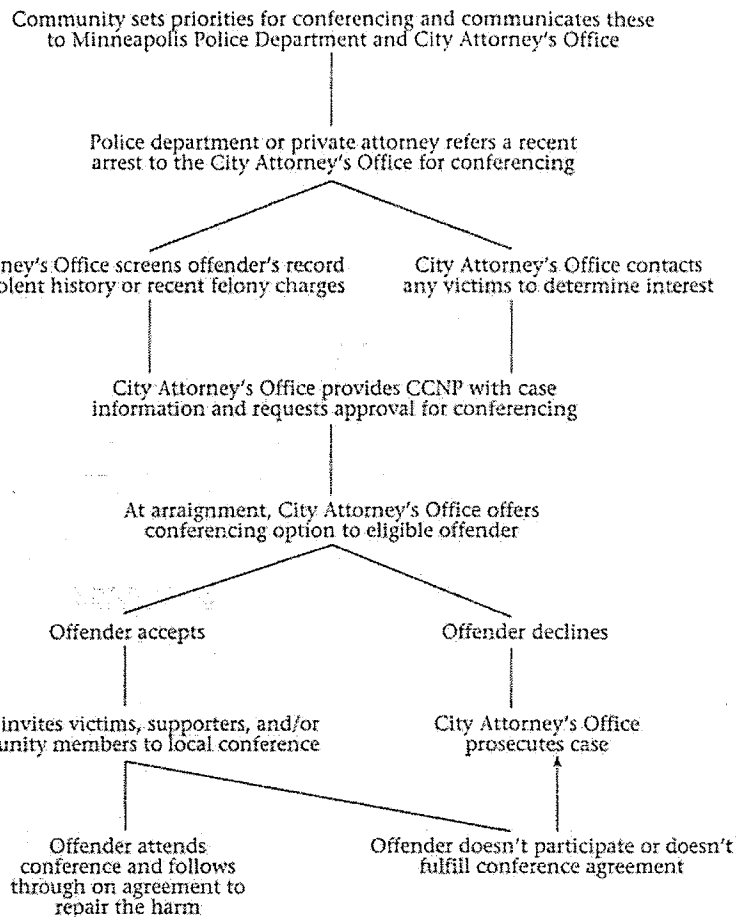 Community sets priorities for conferencing and communicates these
to Minneapolis Police Department and City Attorney's Office
Police department or private attorney refers a recent
arrest to the City Attorney's Office for conferencing
ney's Office screens offender's record
olent history or recent felony charges
City Attorney's Office contacts
any victims to determine interest
City Attorney's Office provides CCNP with case
information and requests approval for conferencing
At arraignment, City Attorney's Office offers
conferencing option to eligible offender
Offender accepts
Offender declines
invites victims, supporters, and/or
unity members to local conference
City Attorney's Office
prosecutes case
Offender attends
conference and follows
through on agreement to
repair the harm
Offender doesn't participate or doesn't
fulfill conference agreement